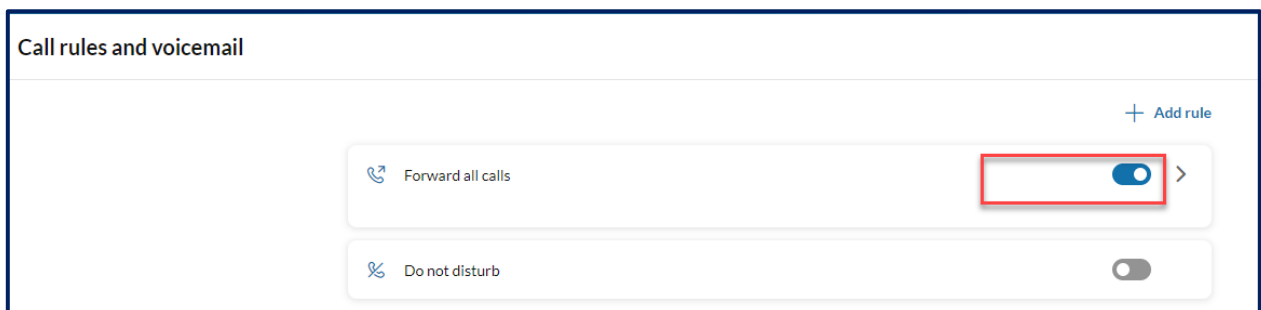 Call rules and voicemail
Add rule
Forward all calls
Do not disturb